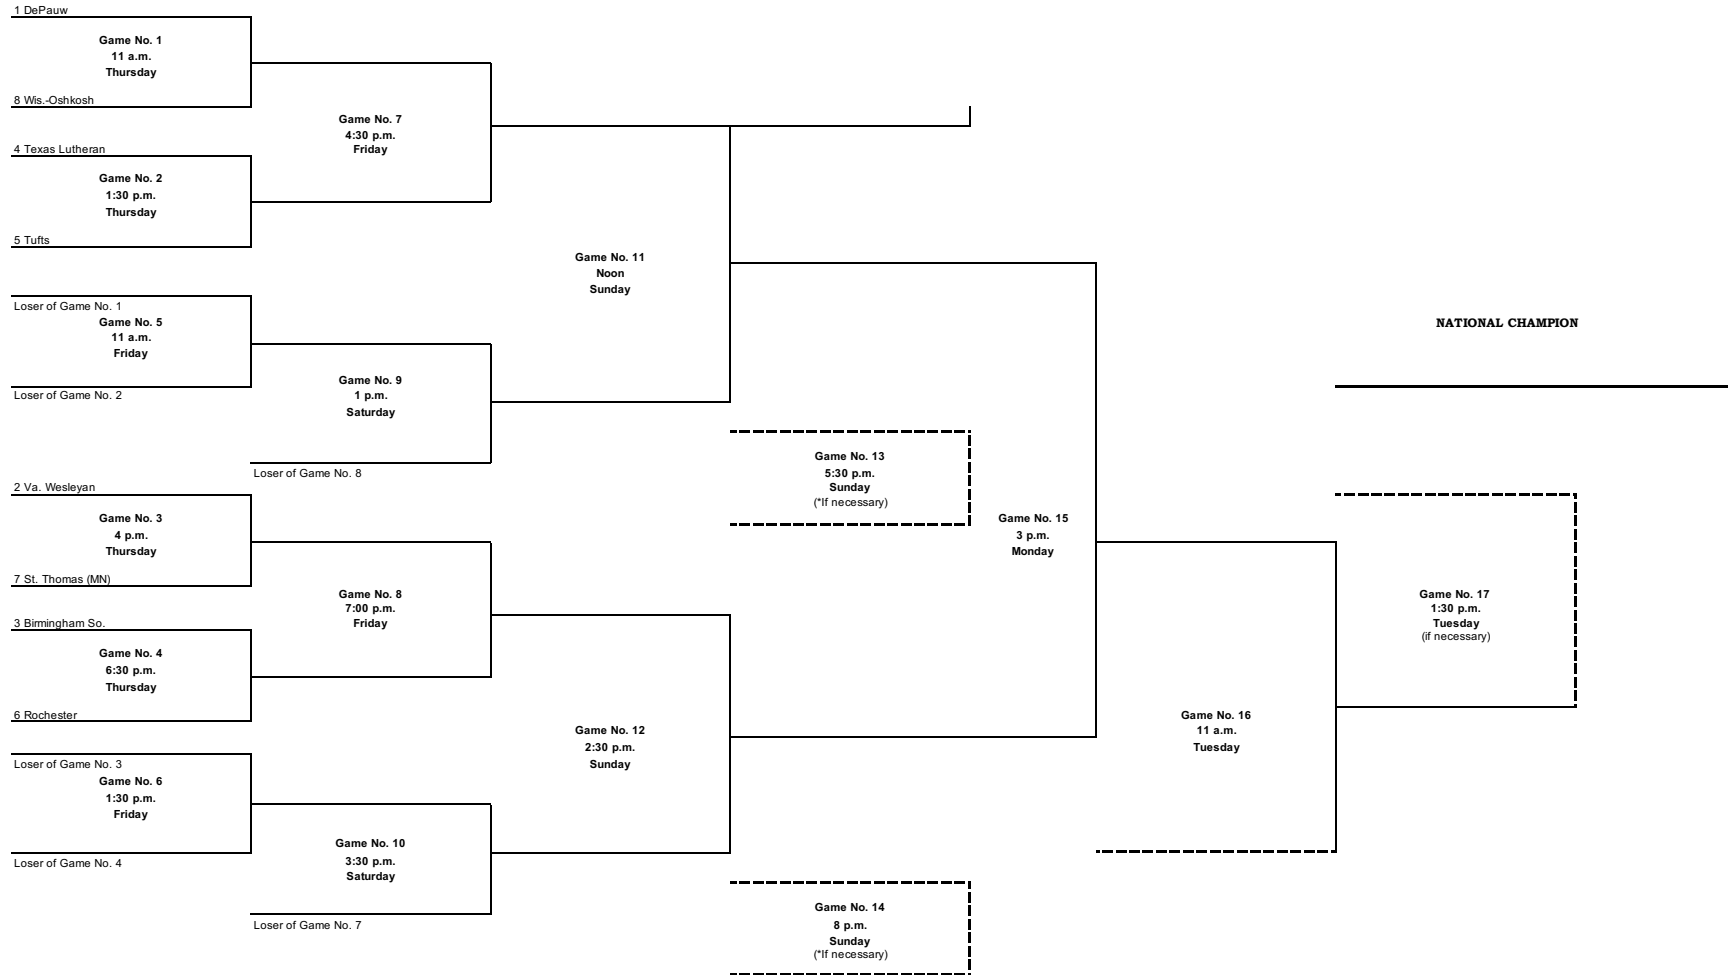 1 DePauw
Game No. 1
11 a.m.
Thursday
8 Wis.-Oshkosh
Game No. 7
4:30 p.m.
Friday
4 Texas Lutheran
Game No. 2
1:30 p.m.
Thursday
5 Tufts
Game No. 11
Noon
Sunday
Loser of Game No. 1
Game No. 5
11 a.m.
Friday
Loser of Game No. 2
Game No. 9
1 p.m.
Saturday
Loser of Game No. 8
NATIONAL CHAMPION
Game No. 13
5:30 p.m.
Sunday
(*If necessary)
2 Va. Wesleyan
Game No. 3
4 p.m.
Thursday
7 St. Thomas (MN)
Game No. 8
7:00 p.m.
Friday
3 Birmingham So.
Game No. 4
6:30 p.m.
Thursday
6 Rochester
Game No. 15
3 p.m.
Monday
Game No. 17
1:30 p.m.
Tuesday
(if necessary)
Game No. 12
2:30 p.m.
Sunday
Game No. 16
11 a.m.
Tuesday
Loser of Game No. 3
Game No. 6
1:30 p.m.
Friday
Loser of Game No. 4
Game No. 10
3:30 p.m.
Saturday
Loser of Game No. 7
Game No. 14
8 p.m.
Sunday
(*If necessary)